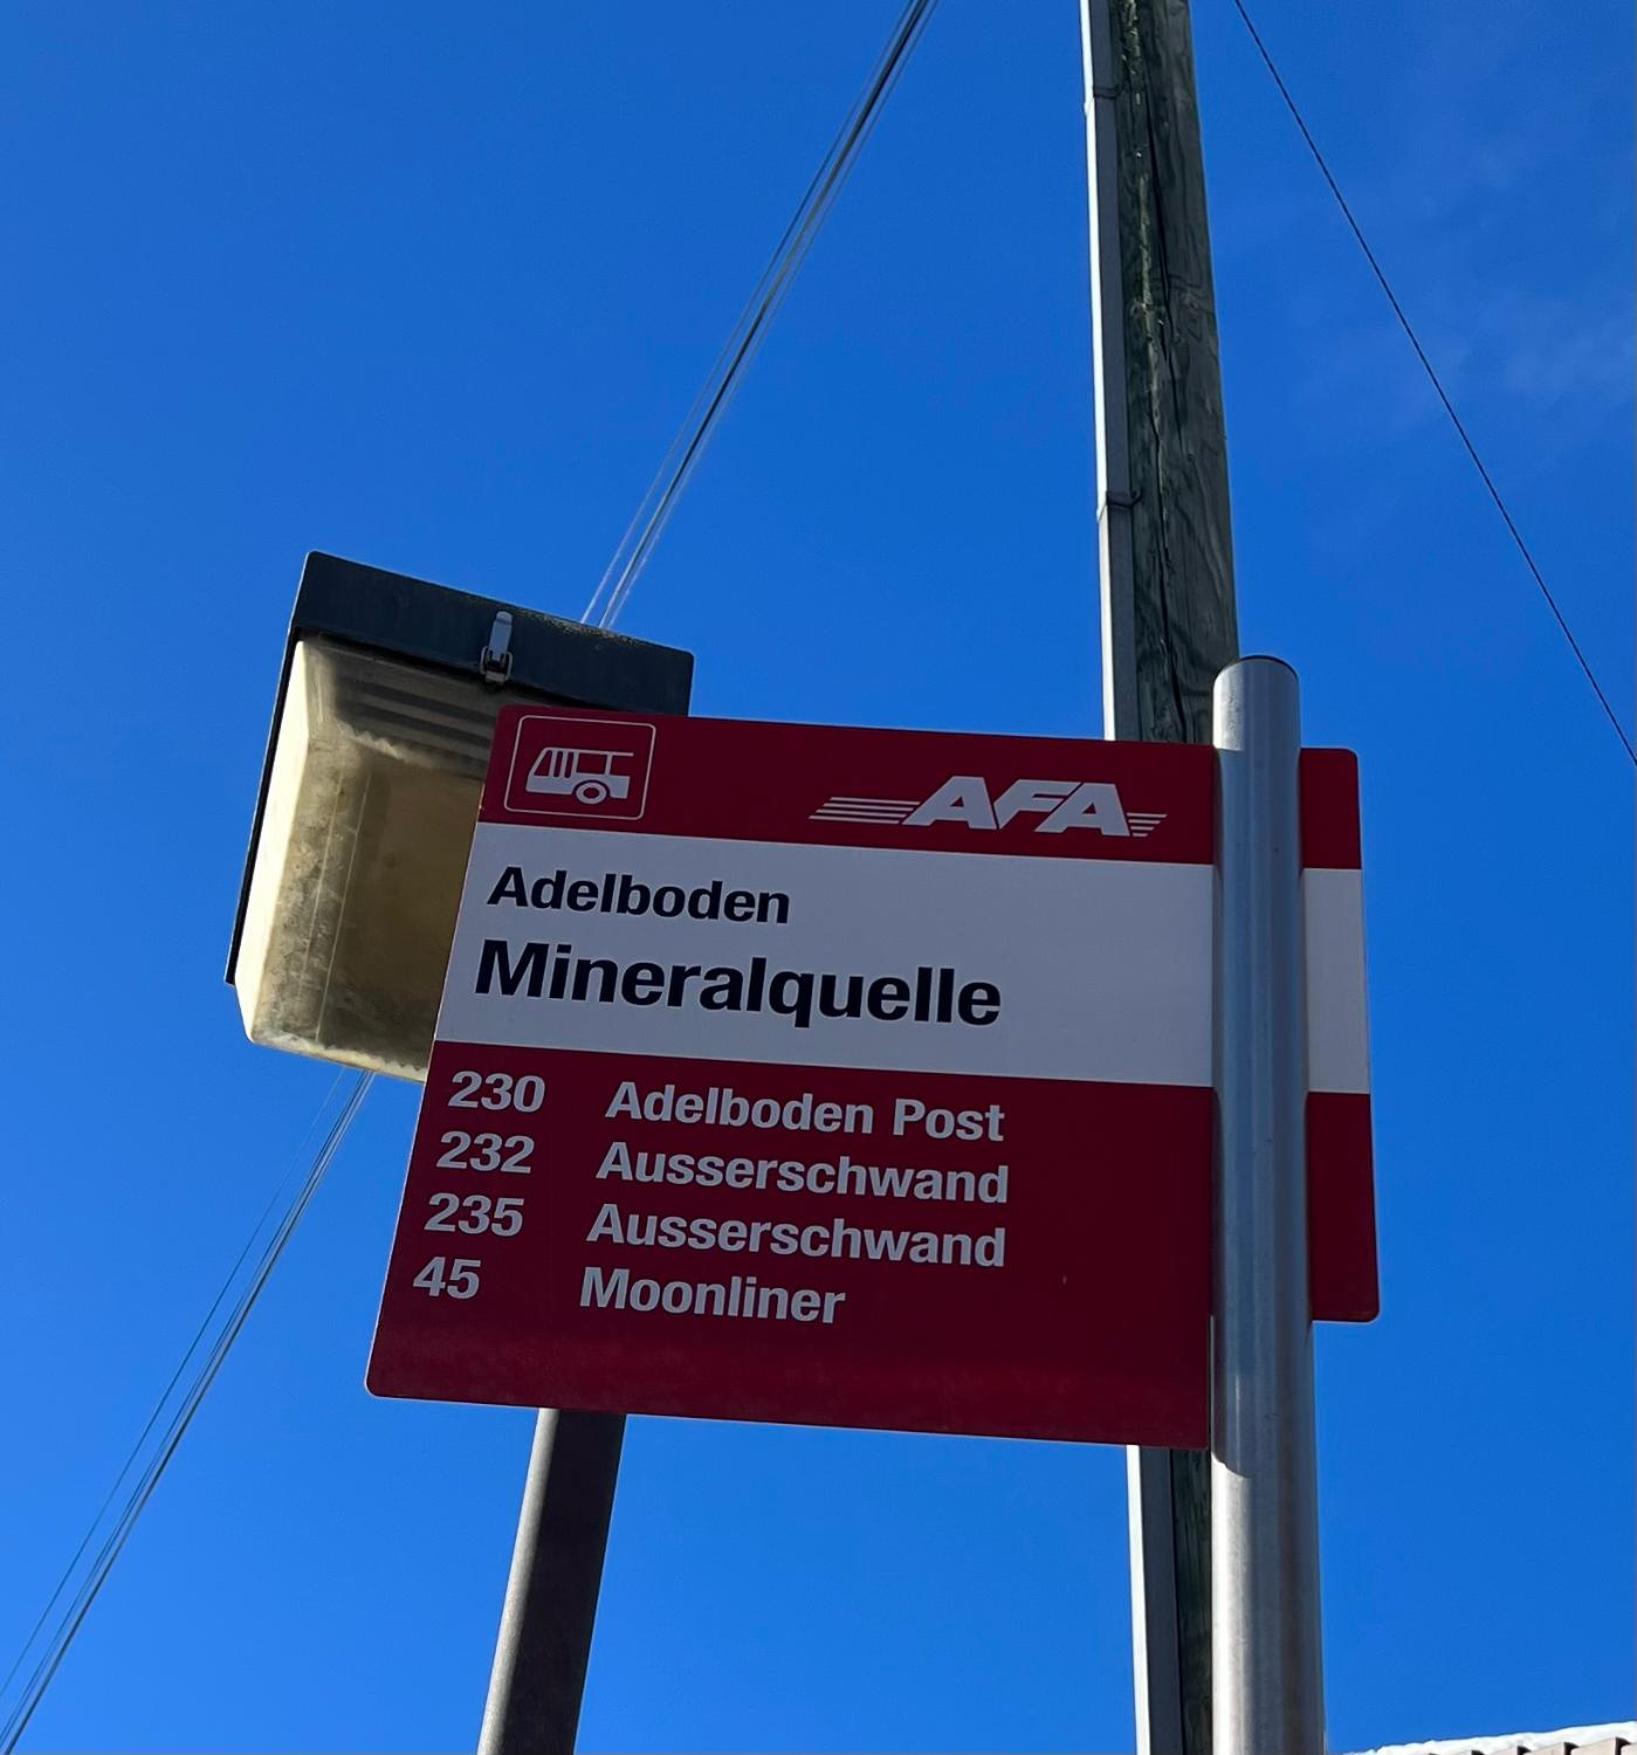 AFA
Adelboden
Mineralquelle
230 Adelboden Post
232 Ausserschwand
235 Ausserschwand
45 Moonliner